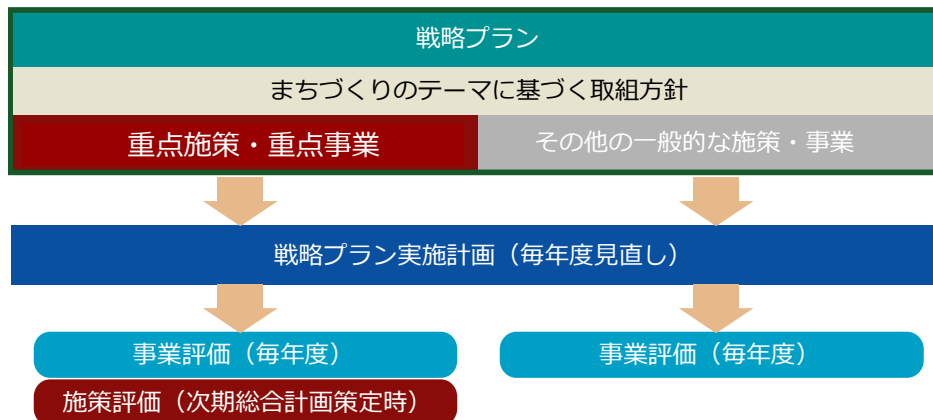 戦略プラン
まちづくりのテーマに基づく取組方針
重点施策・重点事業
その他の一般的な施策・事業
戦略プラン実施計画（毎年度見直し）
事業評価（毎年度）
事業評価（毎年度）
施策評価（次期総合計画策定時）